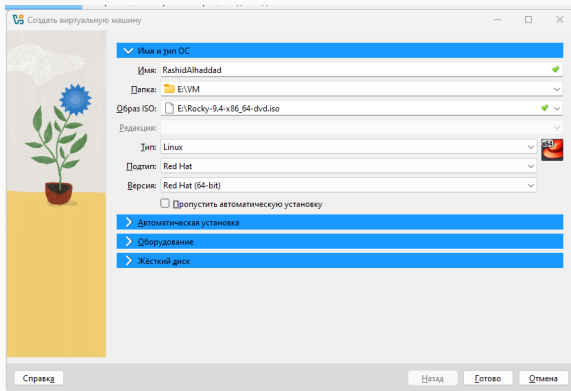 Создать виртуальную машину
Имя и тип ОС
Имя: RashidAlhaddad
Папка: E:\VM
Образ ISO: E:\Rocky-9.4-x86_64-dvd.iso
Редакция:
Тип: Linux
Подтип: Red Hat
Версия: Red Hat (64-bit)
Пропустить автоматическую установку
Автоматическая установка
Оборудование
Жёсткий диск
Справка Назад Готово Отмена